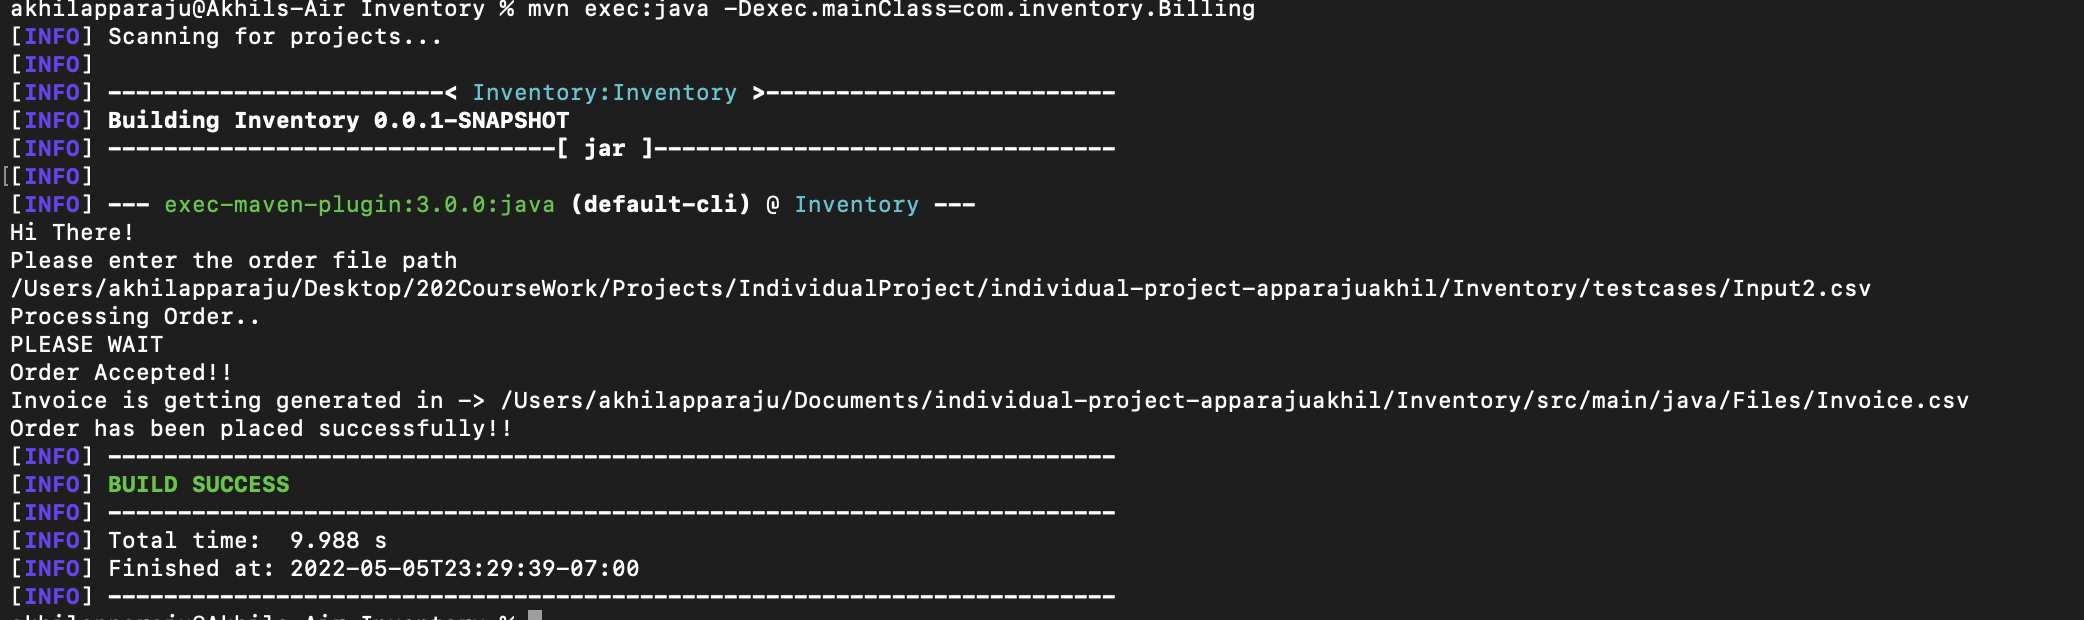 akhilapparaju@Akhils-Air Inventory % mvn exec:java -Dexec.mainClass=com.inventory.Billing
[INFO] Scanning for projects...
[INFO]
[INFO] ------------------------< Inventory:Inventory >-------------------------
[INFO] Building Inventory 0.0.1-SNAPSHOT
[INFO] --------------------------------[ jar ]---------------------------------
[[INFO]
[INFO] --- exec-maven-plugin:3.0.0:java (default-cli) @ Inventory ---
Hi There!
Please enter the order file path
/Users/akhilapparaju/Desktop/202CourseWork/Projects/IndividualProject/individual-project-apparajuakhil/Inventory/testcases/Input2.csv
Processing Order..
PLEASE WAIT
Order Accepted!!
Invoice is getting generated in -> /Users/akhilapparaju/Documents/individual-project-apparajuakhil/Inventory/src/main/java/Files/Invoice.csv
Order has been placed successfully!!
[INFO] ------------------------------------------------------------------------
[INFO] BUILD SUCCESS
[INFO] ------------------------------------------------------------------------
[INFO] Total time:  9.988 s
[INFO] Finished at: 2022-05-05T23:29:39-07:00
[INFO] ------------------------------------------------------------------------
akhilapparaju@Akhils-Air Inventory %